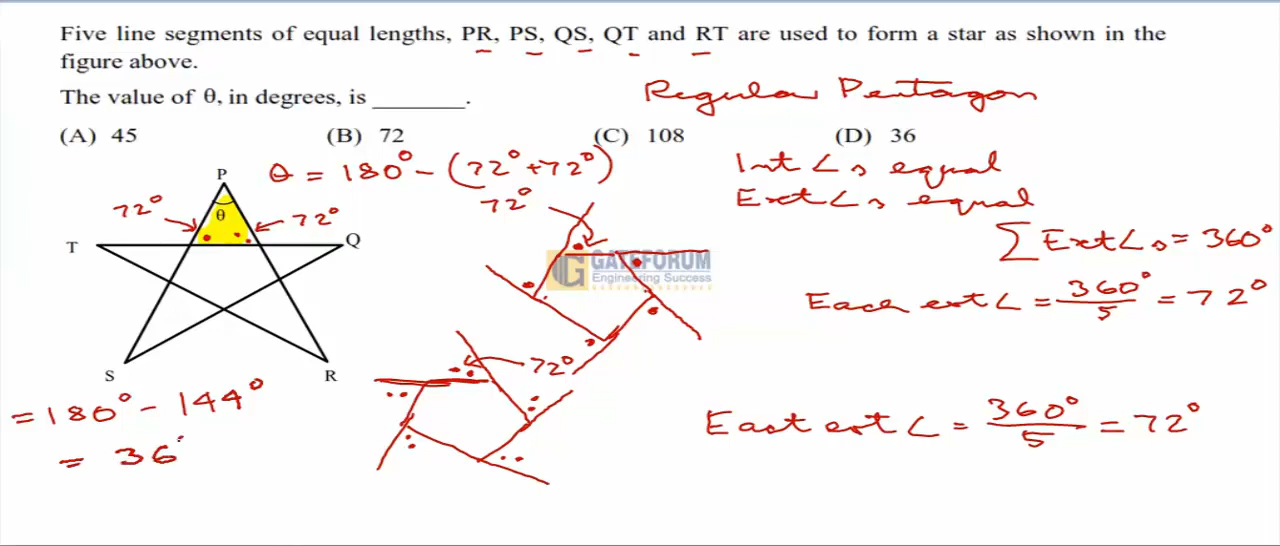 Five line segments of equal lengths, PR, PS, QS, QT and RT are used to form a star as shown in the
figure above.
The value of θ, in degrees, is ________.
Regular Pentagon
(A) 45 (B) 72 (C) 108 (D) 36
θ = 180° - (72° + 72°)
Int ∠s equal
Ext ∠s equal
∑ Ext ∠s = 360°
Each ext ∠ = 360°/5 = 72°
P
72°
θ
72°
T
Q
S
R
72°
GATEFORUM
Engineering Success
72°
= 180° - 144°
= 36°
East ext ∠ = 360°/5 = 72°